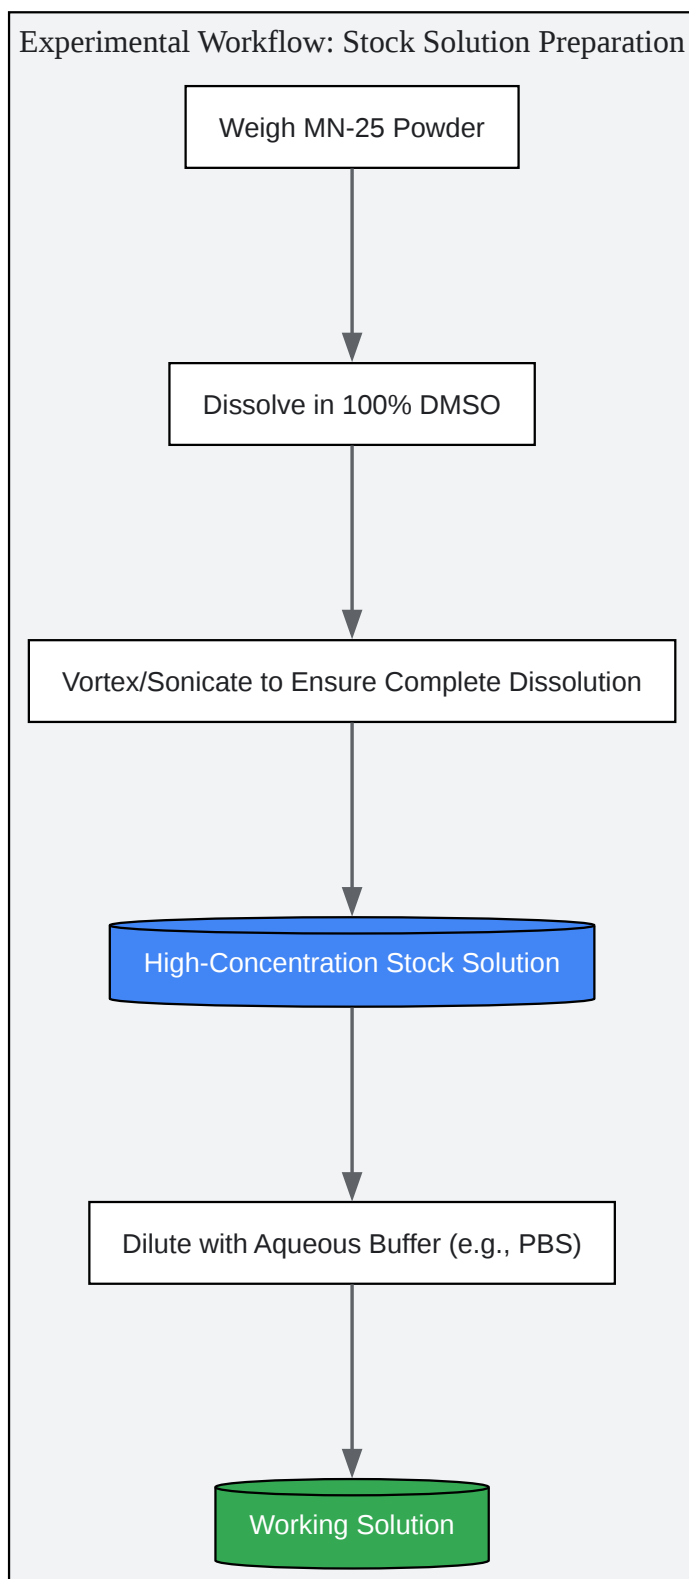 Experimental Workflow: Stock Solution Preparation
Weigh MN-25 Powder
Dissolve in 100% DMSO
Vortex/Sonicate to Ensure Complete Dissolution
High-Concentration Stock Solution
Dilute with Aqueous Buffer (e.g., PBS)
Working Solution